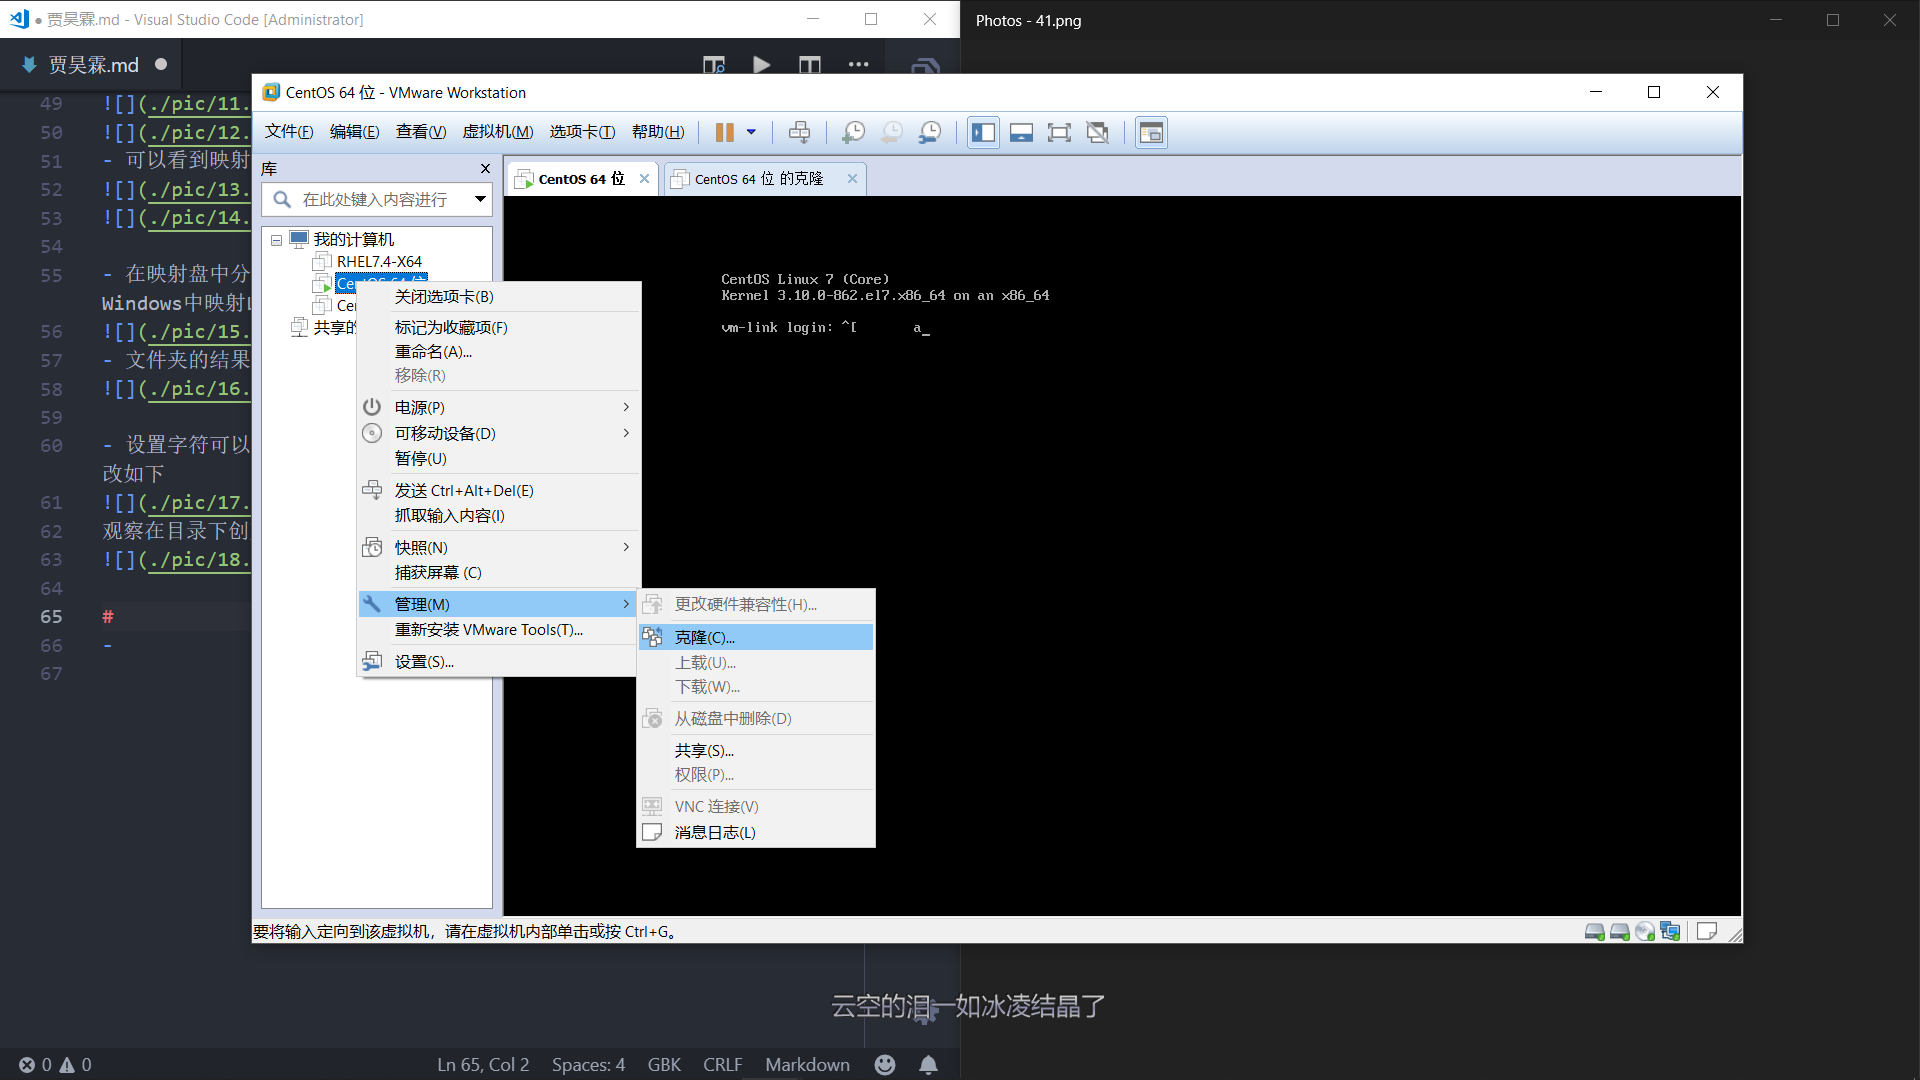 ● 贾昊霖.md - Visual Studio Code [Administrator]
Photos - 41.png
贾昊霖.md ●
49 ![](./pic/11.
50 ![](./pic/12.
51 - 可以看到映射
52 ![](./pic/13.
53 ![](./pic/14.
54
55 - 在映射盘中分
Windows中映射
56 ![](./pic/15.
57 - 文件夹的结果
58 ![](./pic/16.
59
60 - 设置字符可以
改如下
61 ![](./pic/17.
62 观察在目录下创
63 ![](./pic/18.
64
65 #
66 -
67
CentOS 64 位 - VMware Workstation
文件(F) 编辑(E) 查看(V) 虚拟机(M) 选项卡(T) 帮助(H)
库
在此处键入内容进行
我的计算机
RHEL7.4-X64
CentOS 64 位
Ce
共享的
CentOS 64 位
CentOS 64 位 的克隆
CentOS Linux 7 (Core)
Kernel 3.10.0-862.el7.x86_64 on an x86_64
vm-link login: ^[ a_
关闭选项卡(B)
标记为收藏项(F)
重命名(A)...
移除(R)
电源(P)
可移动设备(D)
暂停(U)
发送 Ctrl+Alt+Del(E)
抓取输入内容(I)
快照(N)
捕获屏幕 (C)
管理(M)
重新安装 VMware Tools(T)...
设置(S)...
更改硬件兼容性(H)...
克隆(C)...
上载(U)...
下载(W)...
从磁盘中删除(D)
共享(S)...
权限(P)...
VNC 连接(V)
消息日志(L)
要将输入定向到该虚拟机，请在虚拟机内部单击或按 Ctrl+G。
云空的泪一如冰凌结晶了
0 0 Ln 65, Col 2 Spaces: 4 GBK CRLF Markdown